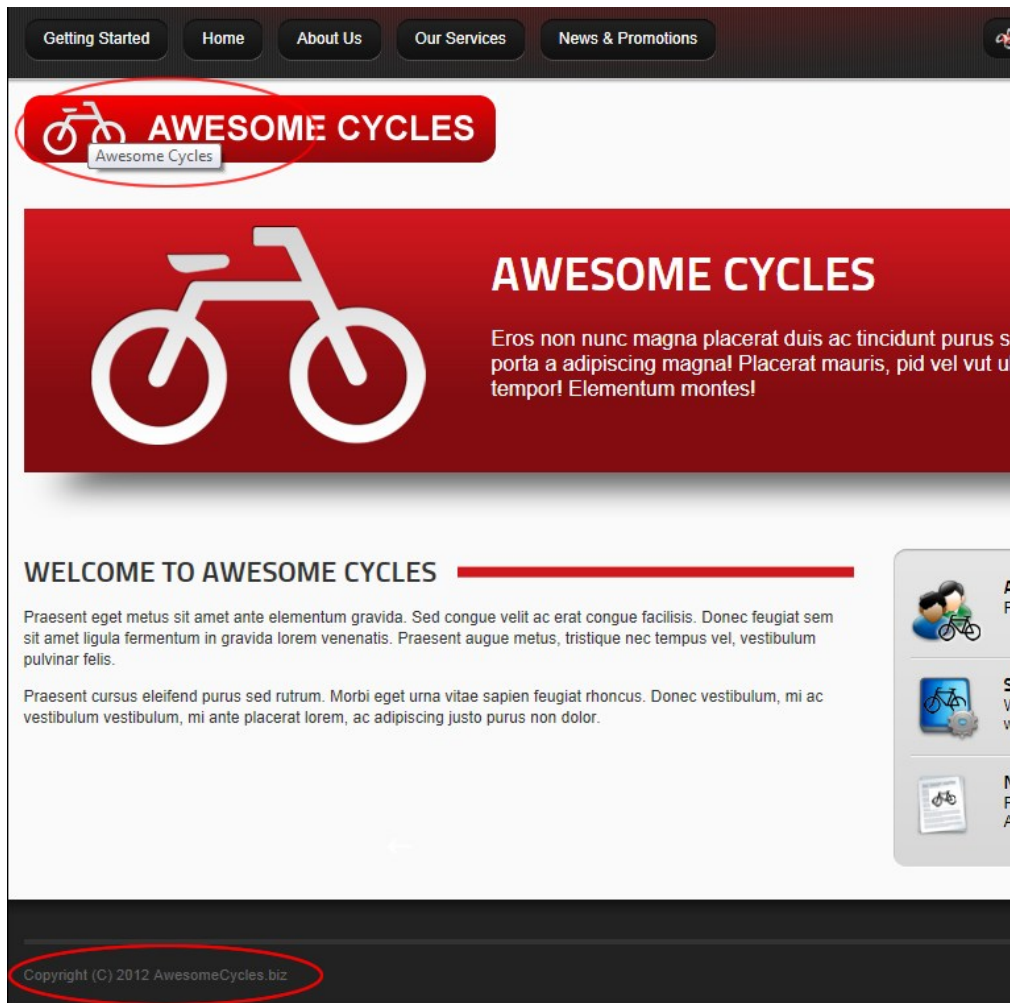 Getting Started Home About Us Our Services News & Promotions
AWESOME CYCLES
Awesome Cycles
AWESOME CYCLES
Eros non nunc magna placerat duis ac tincidunt purus s
porta a adipiscing magna! Placerat mauris, pid vel vut u
tempor! Elementum montes!
WELCOME TO AWESOME CYCLES
Praesent eget metus sit amet ante elementum gravida. Sed congue velit ac erat congue facilisis. Donec feugiat sem
sit amet ligula fermentum in gravida lorem venenatis. Praesent augue metus, tristique nec tempus vel, vestibulum
pulvinar felis.
Praesent cursus eleifend purus sed rutrum. Morbi eget urna vitae sapien feugiat rhoncus. Donec vestibulum, mi ac
vestibulum vestibulum, mi ante placerat lorem, ac adipiscing justo purus non dolor.
Copyright (C) 2012 AwesomeCycles.biz